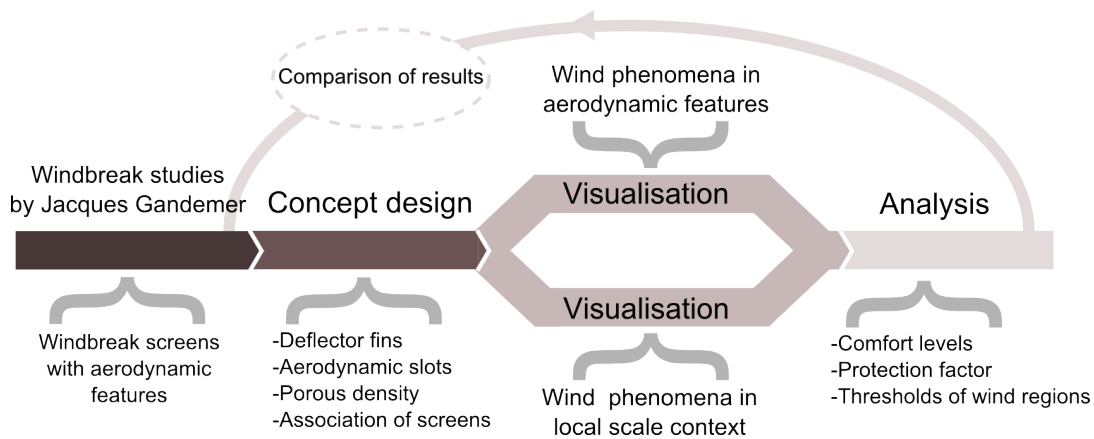 Comparison of results
Wind phenomena in
aerodynamic features
Windbreak studies
by Jacques Gandemer
Concept design
Visualisation
Analysis
Visualisation
Windbreak screens
with aerodynamic
features
-Deflector fins
-Aerodynamic slots
-Porous density
-Association of screens
Wind  phenomena in
local scale context
-Comfort levels
-Protection factor
-Thresholds of wind regions